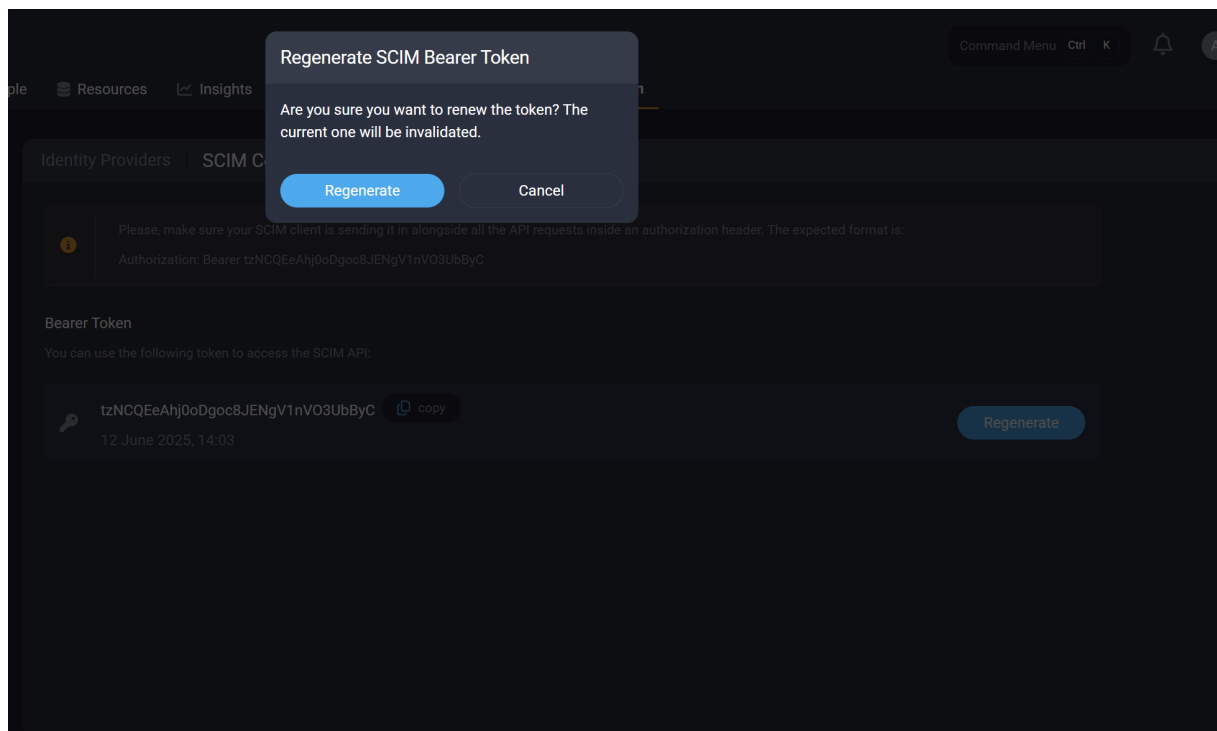 Regenerate SCIM Bearer Token
Are you sure you want to renew the token? The
current one will be invalidated.
Regenerate Cancel
Command Menu Ctrl K
ple Resources Insights
Identity Providers SCIM C
Please, make sure your SCIM client is sending it in alongside all the API requests inside an authorization header. The expected format is:
Authorization: Bearer tzNCQEeAhj0oDgoc8JENgV1nVO3UbByC
Bearer Token
You can use the following token to access the SCIM API:
tzNCQEeAhj0oDgoc8JENgV1nVO3UbByC copy
12 June 2025, 14:03
Regenerate